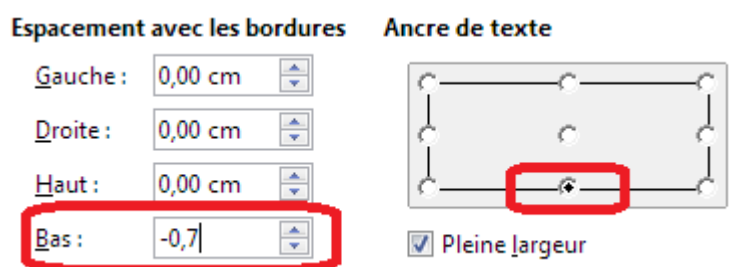 Espacement avec les bordures
Gauche : 0,00 cm
Droite : 0,00 cm
Haut : 0,00 cm
Bas : -0,7
Ancre de texte
Pleine largeur